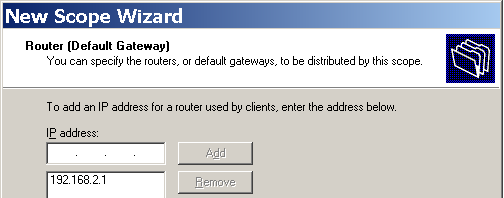 New Scope Wizard
Router (Default Gateway)
You can specify the routers, or default gateways, to be distributed by this scope.
To add an IP address for a router used by clients, enter the address below.
IP address:
. . . Add
192.168.2.1 Remove